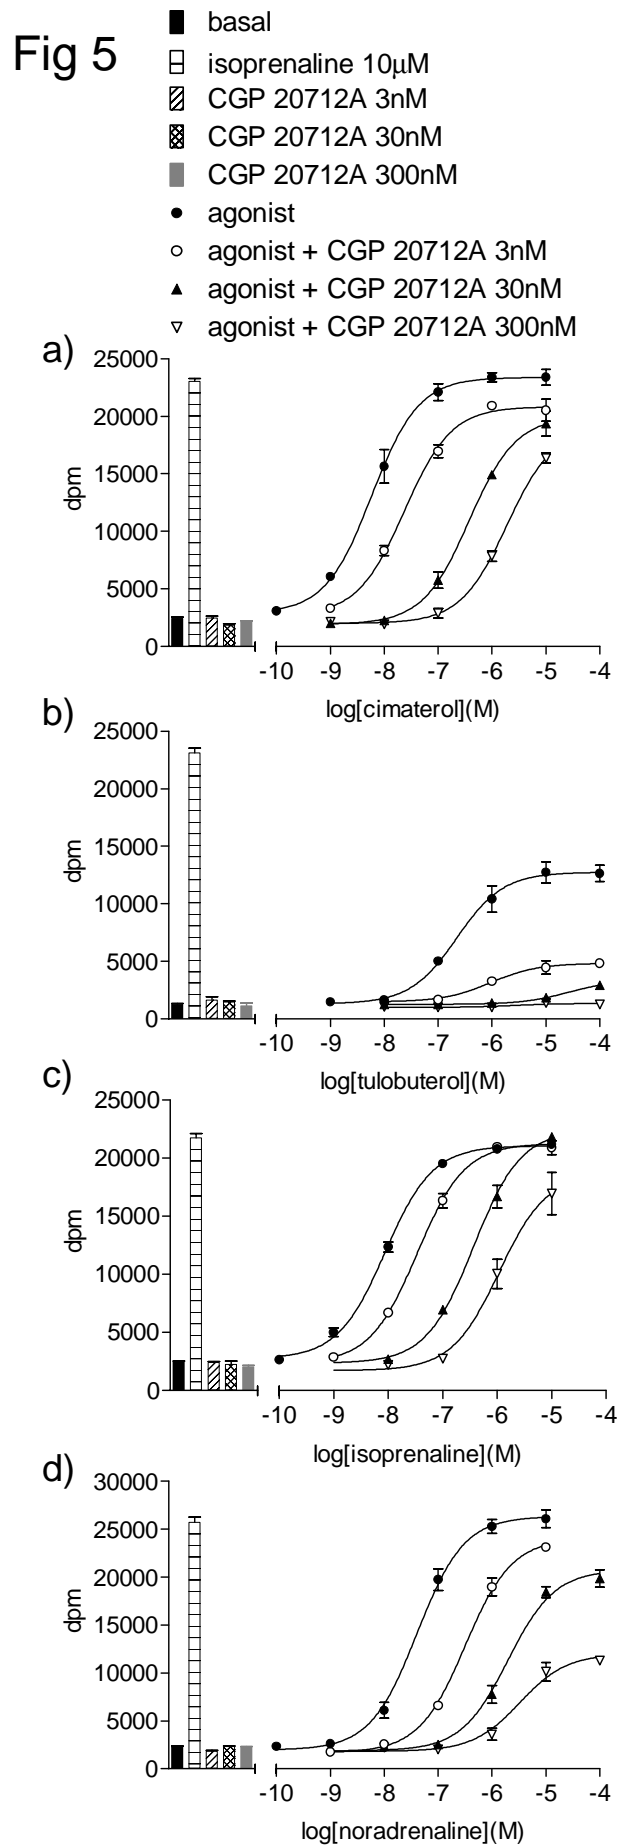 Fig 5
basal
isoprenaline 10μM
CGP 20712A 3nM
CGP 20712A 30nM
CGP 20712A 300nM
agonist
agonist + CGP 20712A 3nM
agonist + CGP 20712A 30nM
agonist + CGP 20712A 300nM
a)
25000
20000
15000
10000
5000
0
dpm
-10 -9 -8 -7 -6 -5 -4
log[cimaterol](M)
b)
25000
20000
15000
10000
5000
0
dpm
-10 -9 -8 -7 -6 -5 -4
log[tulobuterol](M)
c)
25000
20000
15000
10000
5000
0
dpm
-10 -9 -8 -7 -6 -5 -4
log[isoprenaline](M)
d)
30000
25000
20000
15000
10000
5000
0
dpm
-10 -9 -8 -7 -6 -5 -4
log[noradrenaline](M)